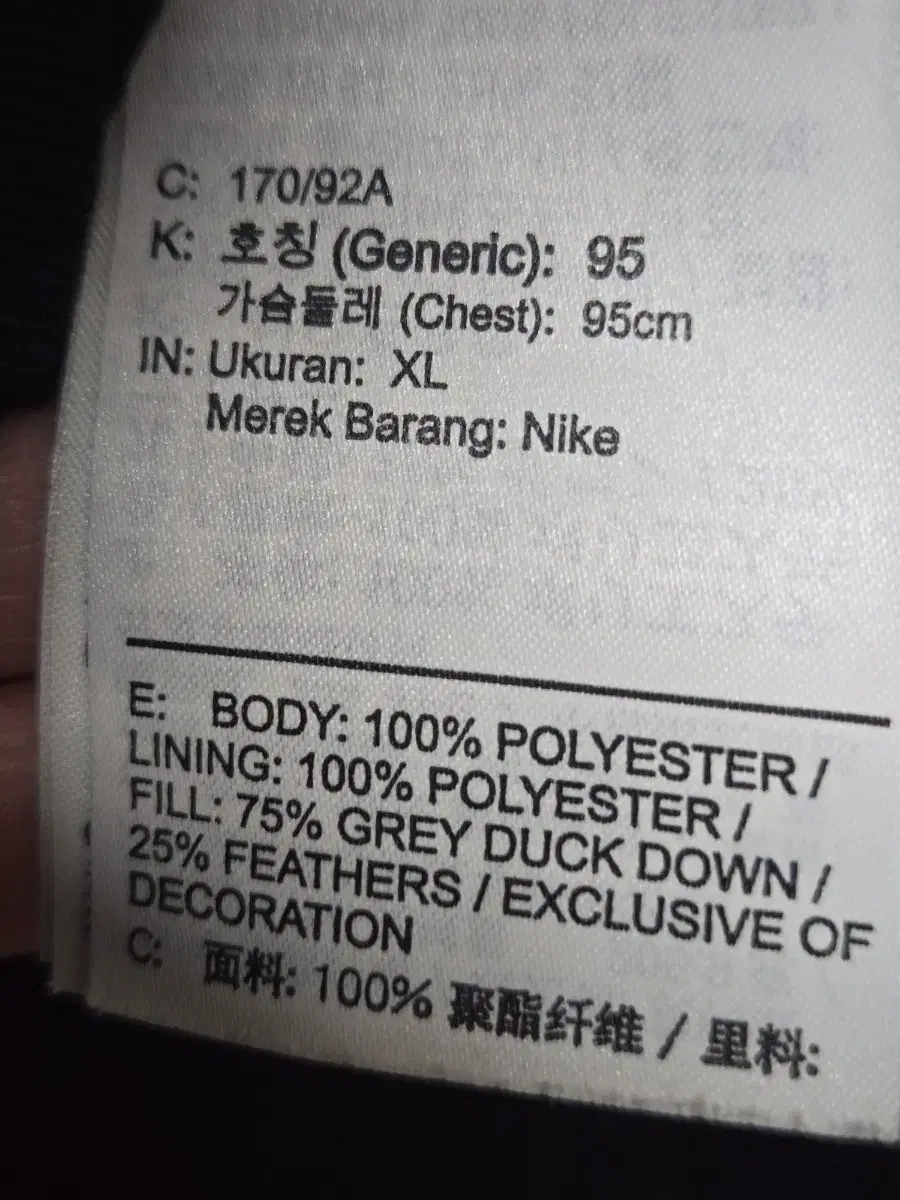 C: 170/92A
K: 호칭 (Generic): 95
가슴둘레 (Chest): 95cm
IN: Ukuran: XL
Merek Barang: Nike
E: BODY: 100% POLYESTER /
LINING: 100% POLYESTER /
FILL: 75% GREY DUCK DOWN /
25% FEATHERS / EXCLUSIVE OF
DECORATION
C: 面料: 100% 聚酯纤维 / 里料: